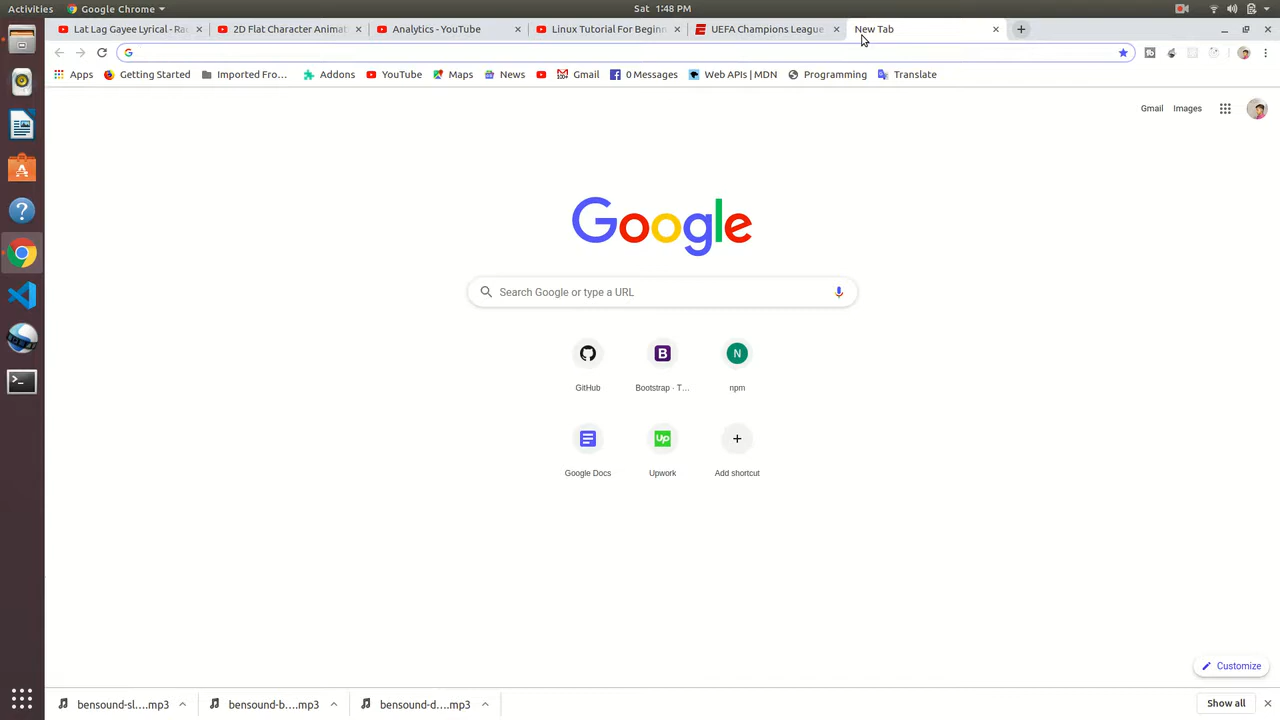 Activities Google Chrome Sat 1:48 PM
Lat Lag Gayee Lyrical - Ra 2D Flat Character Animat Analytics - YouTube Linux Tutorial For Beginn UEFA Champions League New Tab
Apps Getting Started Imported Fro... Addons YouTube Maps News Gmail 0 Messages Web APIs | MDN Programming Translate
Gmail Images
Google
Search Google or type a URL
GitHub Bootstrap · T... npm
Google Docs Upwork Add shortcut
Customize
bensound-sl....mp3 bensound-b....mp3 bensound-d....mp3 Show all